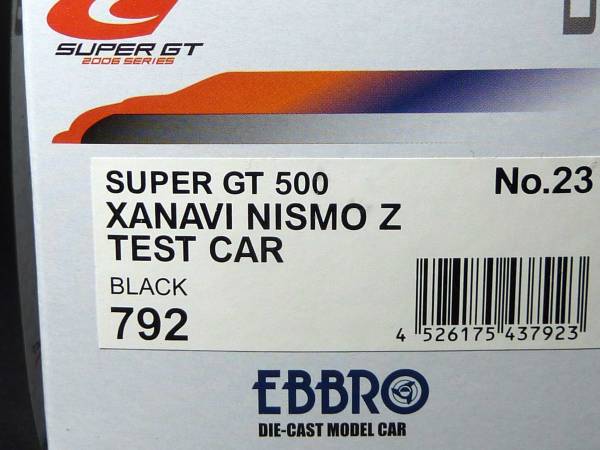 SUPER GT
2006 SERIES
SUPER GT 500 No.23
XANAVI NISMO Z
TEST CAR
BLACK
792
4 526175 437923
EBBRO
DIE-CAST MODEL CAR